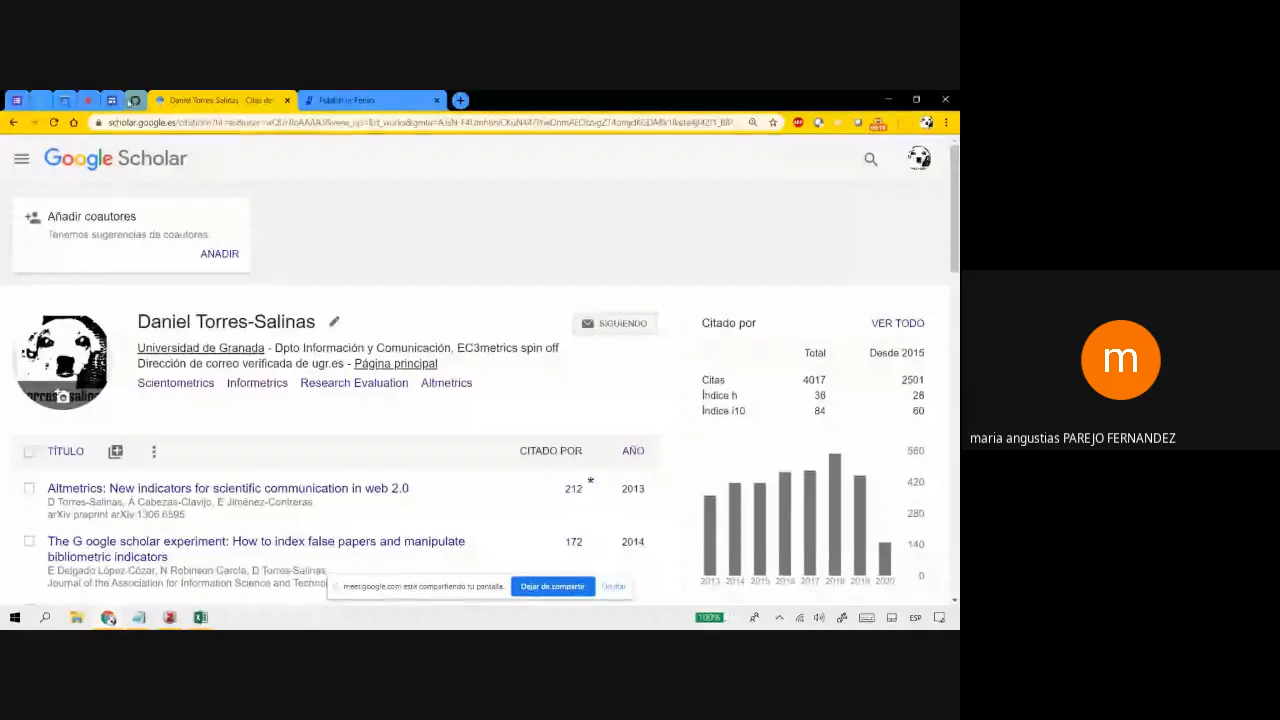 Daniel Torres-Salinas - Citas de
Publish or Perish
Google Scholar
Añadir coautores
Tenemos sugerencias de coautores.
AÑADIR
Daniel Torres-Salinas
SIGUIENDO
Universidad de Granada - Dpto Información y Comunicación, EC3metrics spin off
Dirección de correo verificada de ugr.es - Página principal
Scientometrics Informetrics Research Evaluation Altmetrics
Citado por VER TODO
Total Desde 2015
Citas 4017 2501
Índice h 36 28
Índice i10 84 60
560
420
280
140
0
2013 2014 2015 2016 2017 2018 2019 2020
TÍTULO CITADO POR AÑO
Altmetrics: New indicators for scientific communication in web 2.0 212 * 2013
D Torres-Salinas, Á Cabezas-Clavijo, E Jiménez-Contreras
arXiv preprint arXiv:1306.6595
The G oogle scholar experiment: How to index false papers and manipulate 172 2014
bibliometric indicators
E Delgado López-Cózar, N Robinson-García, D Torres-Salinas
Journal of the Association for Information Science and Techno
meet.google.com está compartiendo tu pantalla.
Dejar de compartir
Ocultar
100%
ESP
m
maria angustias PAREJO FERNANDEZ